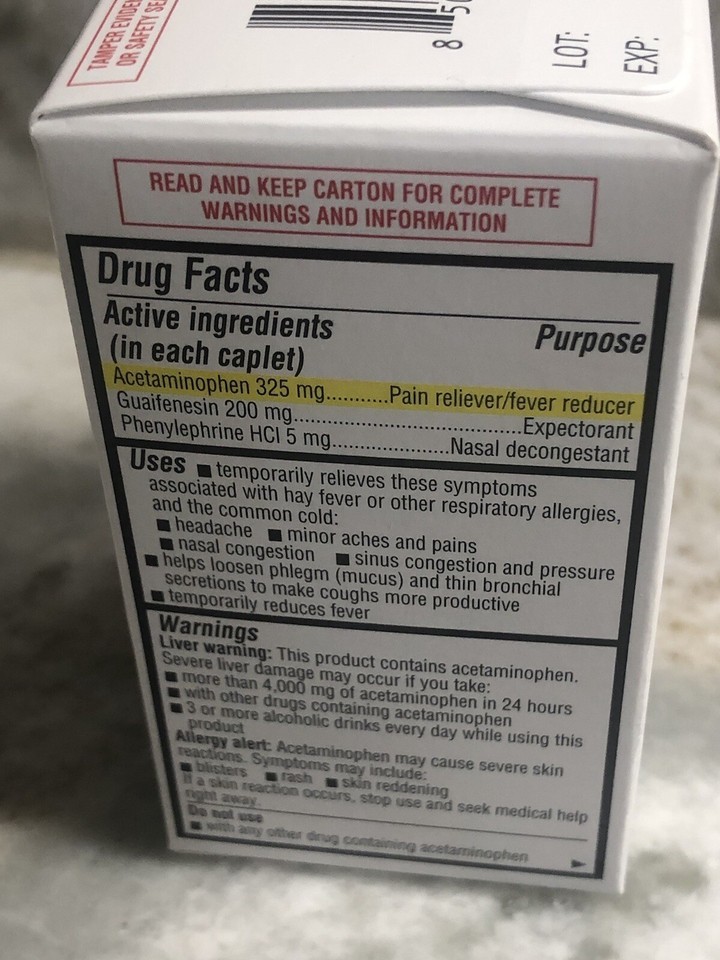 TAMPER EVIDE
OR SAFETY SE
8 50
LOT:
EXP:
READ AND KEEP CARTON FOR COMPLETE
WARNINGS AND INFORMATION
Drug Facts
Active ingredients
(in each caplet)
Purpose
Acetaminophen 325 mg...........Pain reliever/fever reducer
Guaifenesin 200 mg..........................................Expectorant
Phenylephrine HCl 5 mg.....................Nasal decongestant
Uses ■ temporarily relieves these symptoms
associated with hay fever or other respiratory allergies,
and the common cold:
■ headache ■ minor aches and pains
■ nasal congestion ■ sinus congestion and pressure
■ helps loosen phlegm (mucus) and thin bronchial
secretions to make coughs more productive
■ temporarily reduces fever
Warnings
Liver warning: This product contains acetaminophen.
Severe liver damage may occur if you take:
■ more than 4,000 mg of acetaminophen in 24 hours
■ with other drugs containing acetaminophen
■ 3 or more alcoholic drinks every day while using this
product
Allergy alert: Acetaminophen may cause severe skin
reactions. Symptoms may include:
■ blisters ■ rash ■ skin reddening
If a skin reaction occurs, stop use and seek medical help
right away.
Do not use
■ with any other drug containing acetaminophen